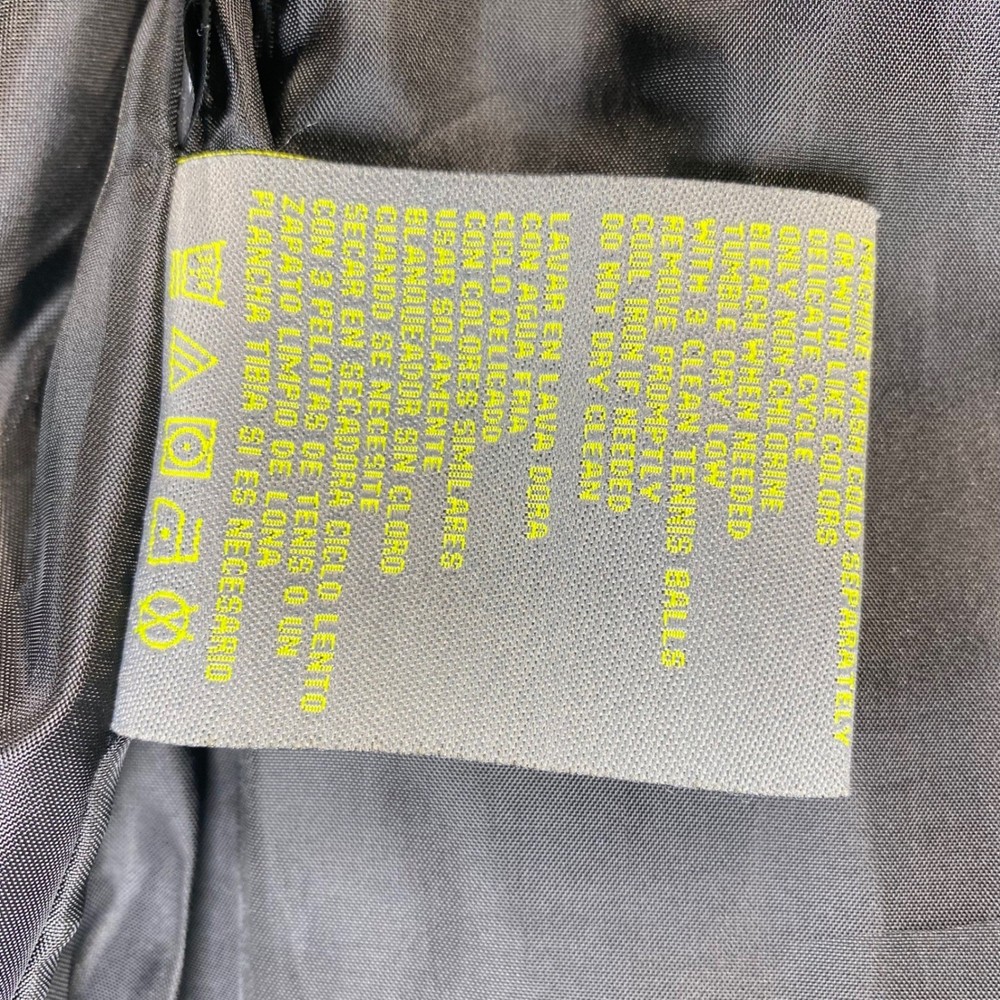 MACHINE WASH COLD SEPARATELY
OR WITH LIKE COLORS
DELICATE CYCLE
ONLY NON-CHLORINE
BLEACH WHEN NEEDED
TUMBLE DRY LOW
WITH 3 CLEAN TENNIS BALLS
REMOVE PROMPTLY
COOL IRON IF NEEDED
DO NOT DRY CLEAN
LAVAR EN LAVA DORA
CON AGUA FRIA
CICLO DELICADO
CON COLORES SIMILARES
USAR SOLAMENTE
BLANQUEADOR SIN CLORO
CUANDO SE NECESITE
SECAR EN SECADORA CICLO LENTO
CON 3 PELOTAS DE TENIS O UN
ZAPATO LIMPIO DE LONA
PLANCHA TIBIA SI ES NECESARIO